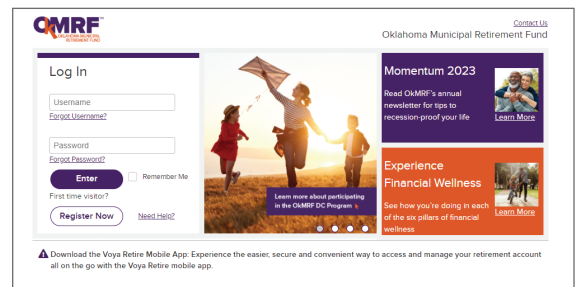 OkMRF™
OKLAHOMA MUNICIPAL
RETIREMENT FUND
Contact Us
Oklahoma Municipal Retirement Fund
Log In
Username
Forgot Username?
Password
Forgot Password?
Enter
Remember Me
First time visitor?
Register Now
Need Help?
Learn more about participating
in the OkMRF DC Program
Momentum 2023
Read OkMRF's annual
newsletter for tips to
recession-proof your life
Learn More
Experience
Financial Wellness
See how you're doing in each
of the six pillars of financial
wellness
Learn More
Download the Voya Retire Mobile App: Experience the easier, secure and convenient way to access and manage your retirement account
all on the go with the Voya Retire mobile app.